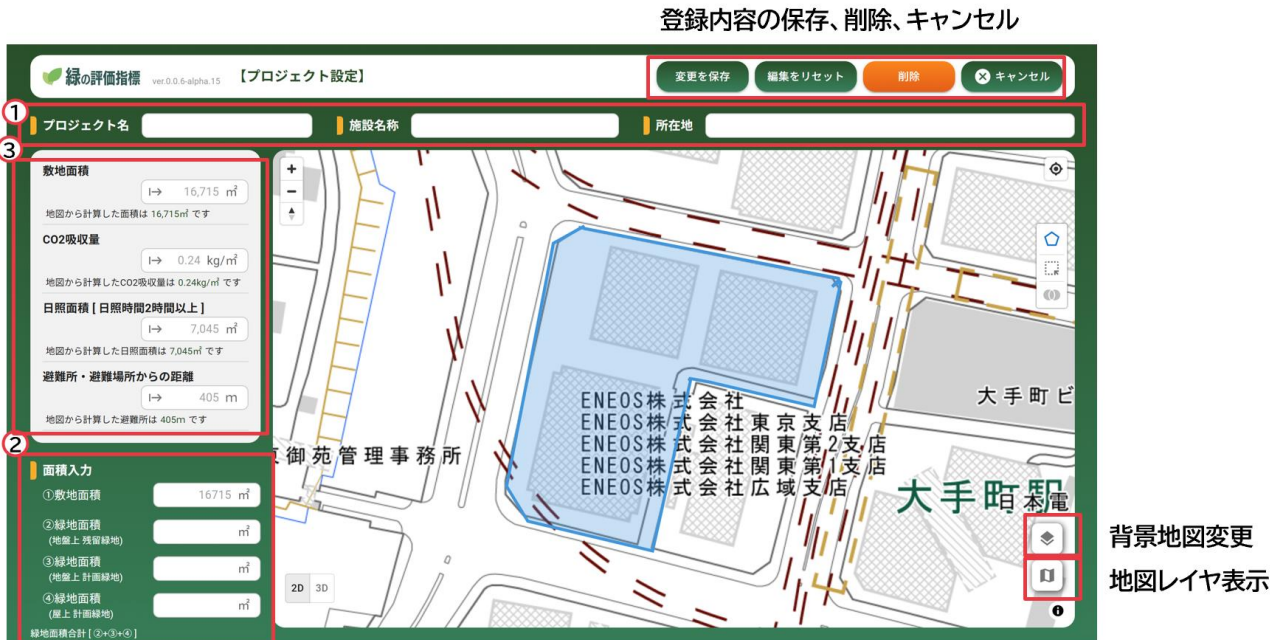 登録内容の保存、削除、キャンセル
緑の評価指標 ver.0.0.6-alpha.15 【プロジェクト設定】
変更を保存 編集をリセット 削除 キャンセル
①
プロジェクト名 施設名称 所在地
③
敷地面積
16,715 ㎡
地図から計算した面積は 16,715㎡ です
CO2吸収量
0.24 kg/㎡
地図から計算したCO2吸収量は 0.24kg/㎡ です
日照面積 [ 日照時間2時間以上 ]
7,045 ㎡
地図から計算した日照面積は 7,045㎡ です
避難所・避難場所からの距離
405 m
地図から計算した避難所は 405m です
②
面積入力
①敷地面積 16715 ㎡
②緑地面積 ㎡
(地盤上 残留緑地)
③緑地面積 ㎡
(地盤上 計画緑地)
④緑地面積 ㎡
(屋上 計画緑地)
緑地面積合計 [ ②+③+④ ]
ENEOS株式会社
ENEOS株式会社東京支店
ENEOS株式会社関東第2支店
ENEOS株式会社関東第1支店
ENEOS株式会社広域支店
御苑管理事務所
大手町ビ
大手町駅
日本電
2D 3D
背景地図変更
地図レイヤ表示